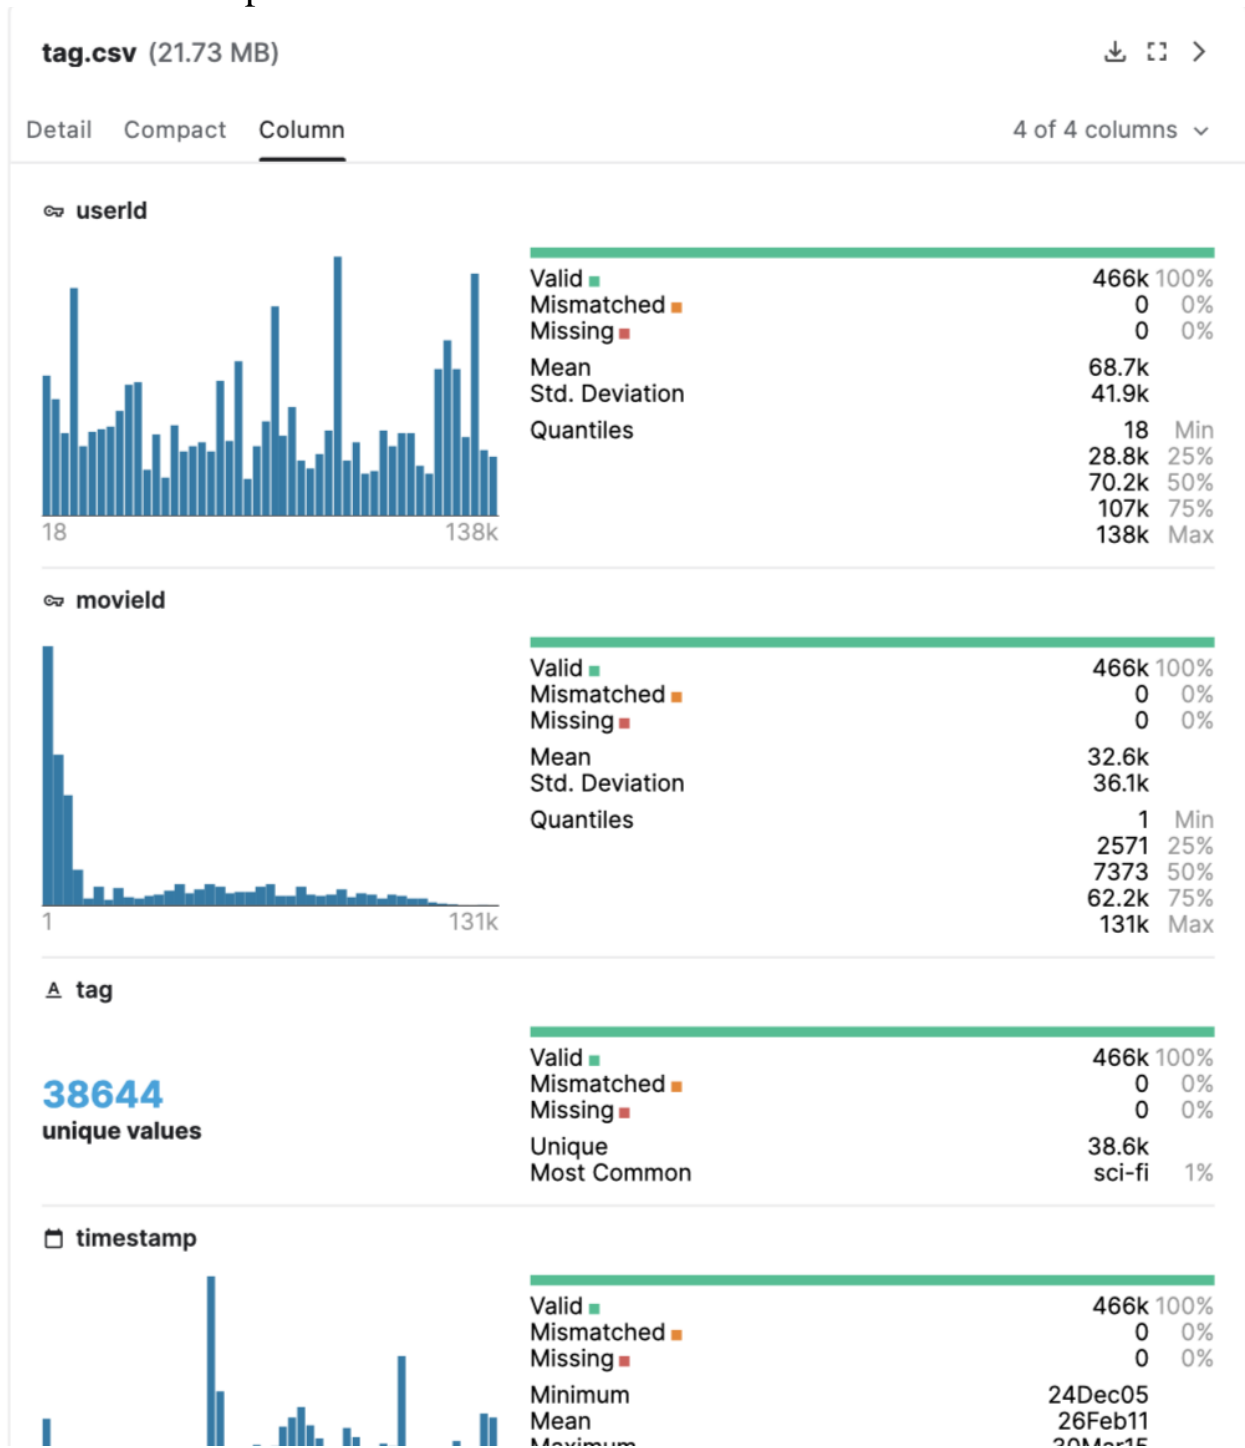 tag.csv (21.73 MB)
Detail Compact Column 4 of 4 columns
userId
Valid 466k 100%
Mismatched 0 0%
Missing 0 0%
Mean 68.7k
Std. Deviation 41.9k
Quantiles 18 Min
28.8k 25%
70.2k 50%
107k 75%
138k Max
18 138k
movieId
Valid 466k 100%
Mismatched 0 0%
Missing 0 0%
Mean 32.6k
Std. Deviation 36.1k
Quantiles 1 Min
2571 25%
7373 50%
62.2k 75%
131k Max
1 131k
A tag
38644
unique values
Valid 466k 100%
Mismatched 0 0%
Missing 0 0%
Unique 38.6k
Most Common sci-fi 1%
timestamp
Valid 466k 100%
Mismatched 0 0%
Missing 0 0%
Minimum 24Dec05
Mean 26Feb11
Maximum 30Mar15